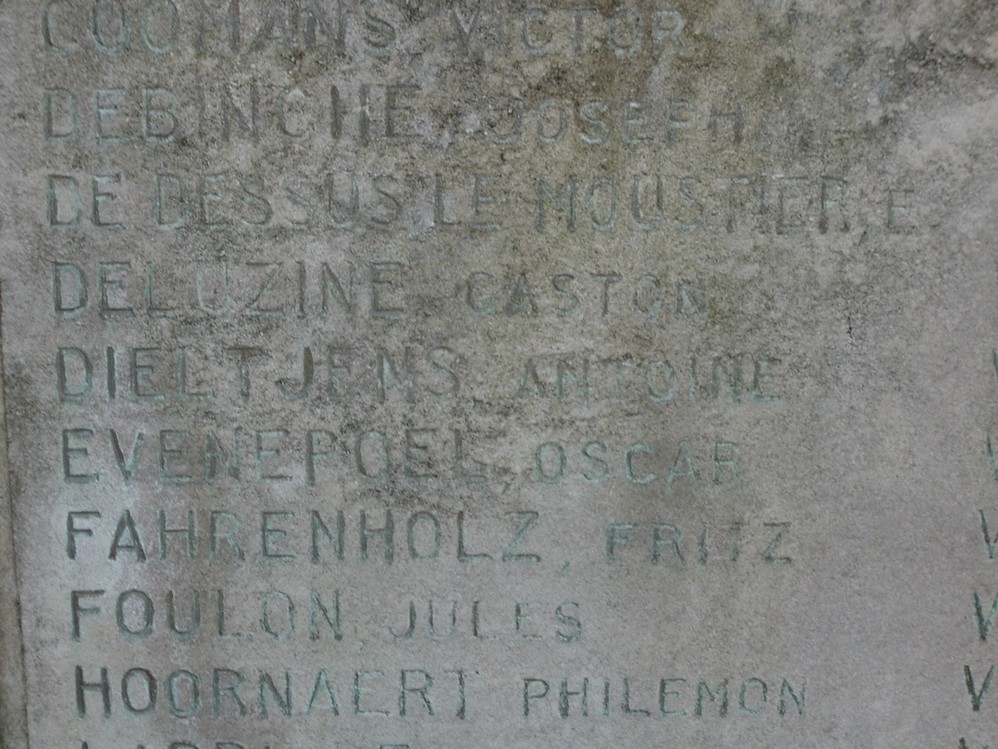 COOMANS, VICTOR
DEBINCHE, JOSEPH
DE DESSUS LE MOUSTIER, E
DELUZINE GASTON
DIELTJENS, ANTOINE
EVENEPOEL, OSCAR
FAHRENHOLZ, FRITZ
FOULON, JULES
HOORNAERT PHILEMON